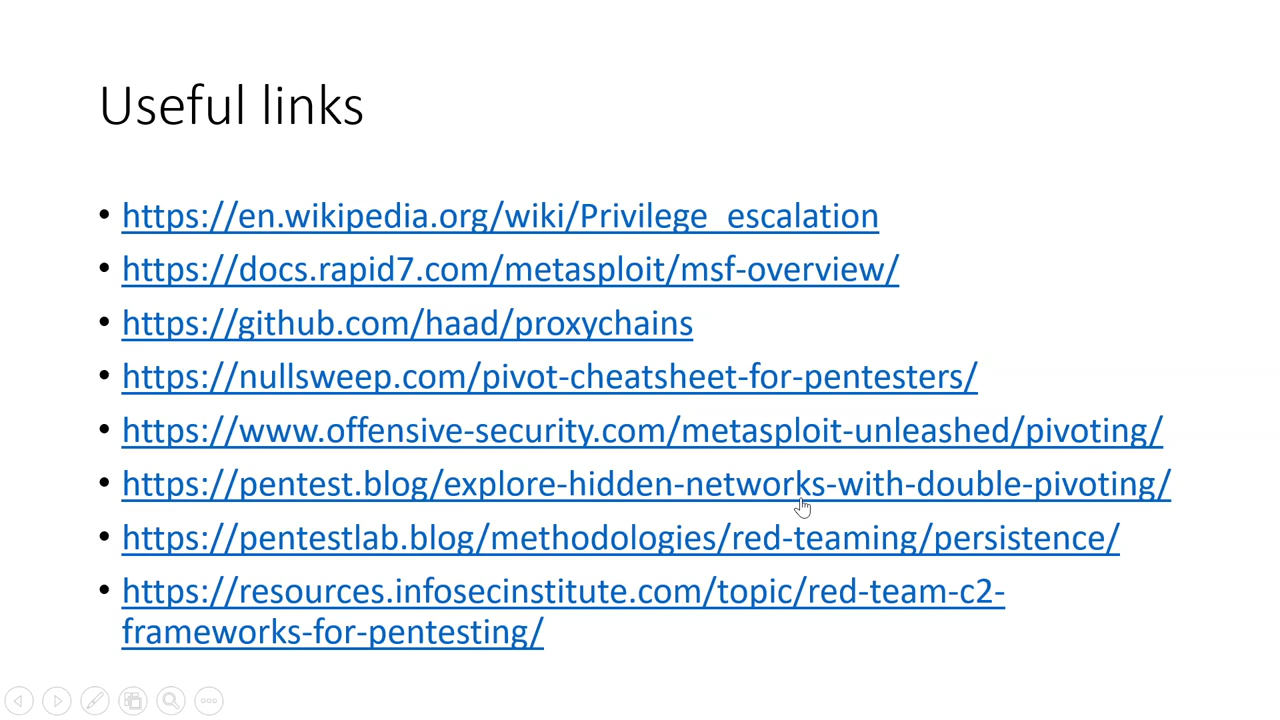 Useful links
• https://en.wikipedia.org/wiki/Privilege_escalation
• https://docs.rapid7.com/metasploit/msf-overview/
• https://github.com/haad/proxychains
• https://nullsweep.com/pivot-cheatsheet-for-pentesters/
• https://www.offensive-security.com/metasploit-unleashed/pivoting/
• https://pentest.blog/explore-hidden-networks-with-double-pivoting/
• https://pentestlab.blog/methodologies/red-teaming/persistence/
• https://resources.infosecinstitute.com/topic/red-team-c2-
frameworks-for-pentesting/